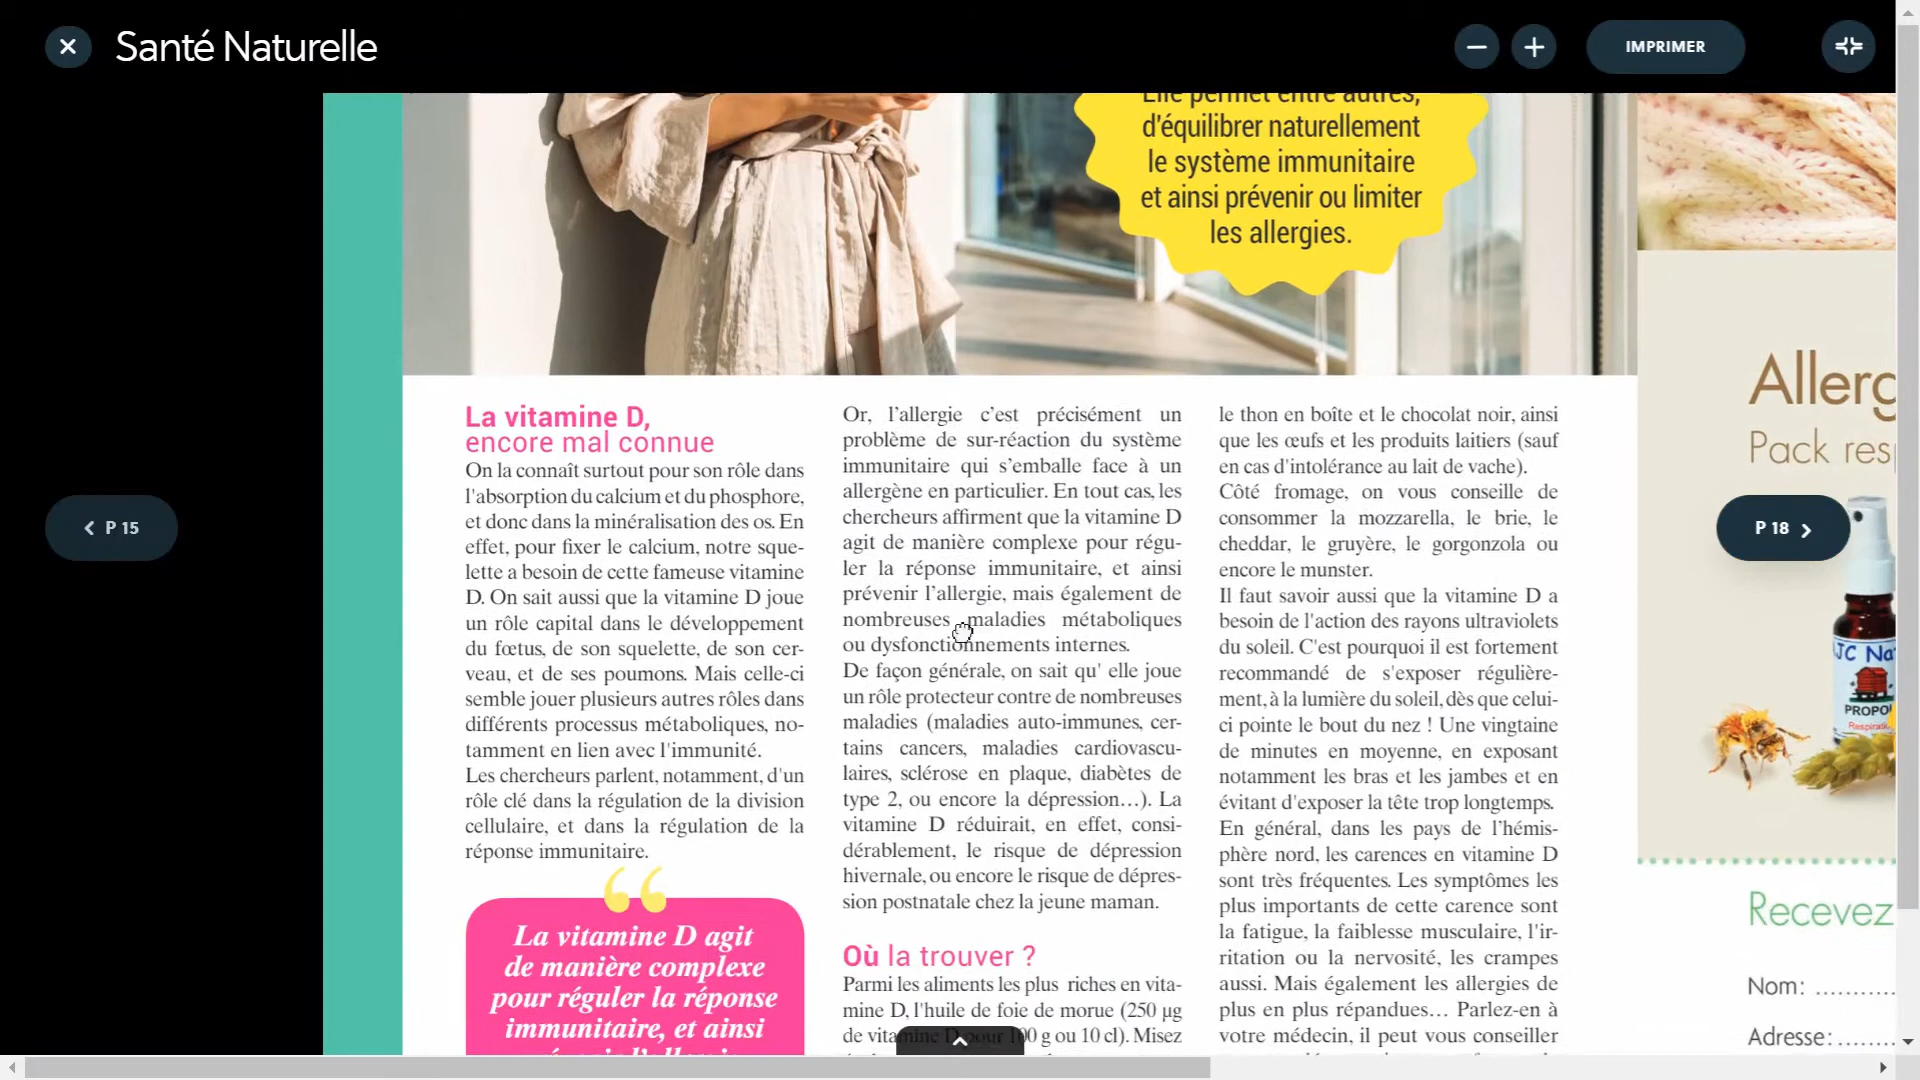 Santé Naturelle
IMPRIMER
Elle permet entre autres,
d'équilibrer naturellement
le système immunitaire
et ainsi prévenir ou limiter
les allergies.
La vitamine D,
encore mal connue
On la connaît surtout pour son rôle dans
l'absorption du calcium et du phosphore,
et donc dans la minéralisation des os. En
effet, pour fixer le calcium, notre sque-
lette a besoin de cette fameuse vitamine
D. On sait aussi que la vitamine D joue
un rôle capital dans le développement
du fœtus, de son squelette, de son cer-
veau, et de ses poumons. Mais celle-ci
semble jouer plusieurs autres rôles dans
différents processus métaboliques, no-
tamment en lien avec l'immunité.
Les chercheurs parlent, notamment, d'un
rôle clé dans la régulation de la division
cellulaire, et dans la régulation de la
réponse immunitaire.
“
La vitamine D agit
de manière complexe
pour réguler la réponse
immunitaire, et ainsi
Or, l’allergie c’est précisément un
problème de sur-réaction du système
immunitaire qui s’emballe face à un
allergène en particulier. En tout cas, les
chercheurs affirment que la vitamine D
agit de manière complexe pour régu-
ler la réponse immunitaire, et ainsi
prévenir l’allergie, mais également de
nombreuses maladies métaboliques
ou dysfonctionnements internes.
De façon générale, on sait qu' elle joue
un rôle protecteur contre de nombreuses
maladies (maladies auto-immunes, cer-
tains cancers, maladies cardiovascu-
laires, sclérose en plaque, diabètes de
type 2, ou encore la dépression…). La
vitamine D réduirait, en effet, consi-
dérablement, le risque de dépression
hivernale, ou encore le risque de dépres-
sion postnatale chez la jeune maman.
Où la trouver ?
Parmi les aliments les plus riches en vita-
mine D, l'huile de foie de morue (250 µg
de vitamine D pour 100 g ou 10 cl). Misez
le thon en boîte et le chocolat noir, ainsi
que les œufs et les produits laitiers (sauf
en cas d'intolérance au lait de vache).
Côté fromage, on vous conseille de
consommer la mozzarella, le brie, le
cheddar, le gruyère, le gorgonzola ou
encore le munster.
Il faut savoir aussi que la vitamine D a
besoin de l'action des rayons ultraviolets
du soleil. C'est pourquoi il est fortement
recommandé de s'exposer régulière-
ment, à la lumière du soleil, dès que celui-
ci pointe le bout du nez ! Une vingtaine
de minutes en moyenne, en exposant
notamment les bras et les jambes et en
évitant d'exposer la tête trop longtemps.
En général, dans les pays de l’hémis-
phère nord, les carences en vitamine D
sont très fréquentes. Les symptômes les
plus importants de cette carence sont
la fatigue, la faiblesse musculaire, l'ir-
ritation ou la nervosité, les crampes
aussi. Mais également les allergies de
plus en plus répandues… Parlez-en à
votre médecin, il peut vous conseiller
P 15
P 18
Allerg
Pack res
JC Na
PROPO
Respirati
Recevez
Nom: ..........
Adresse:.......